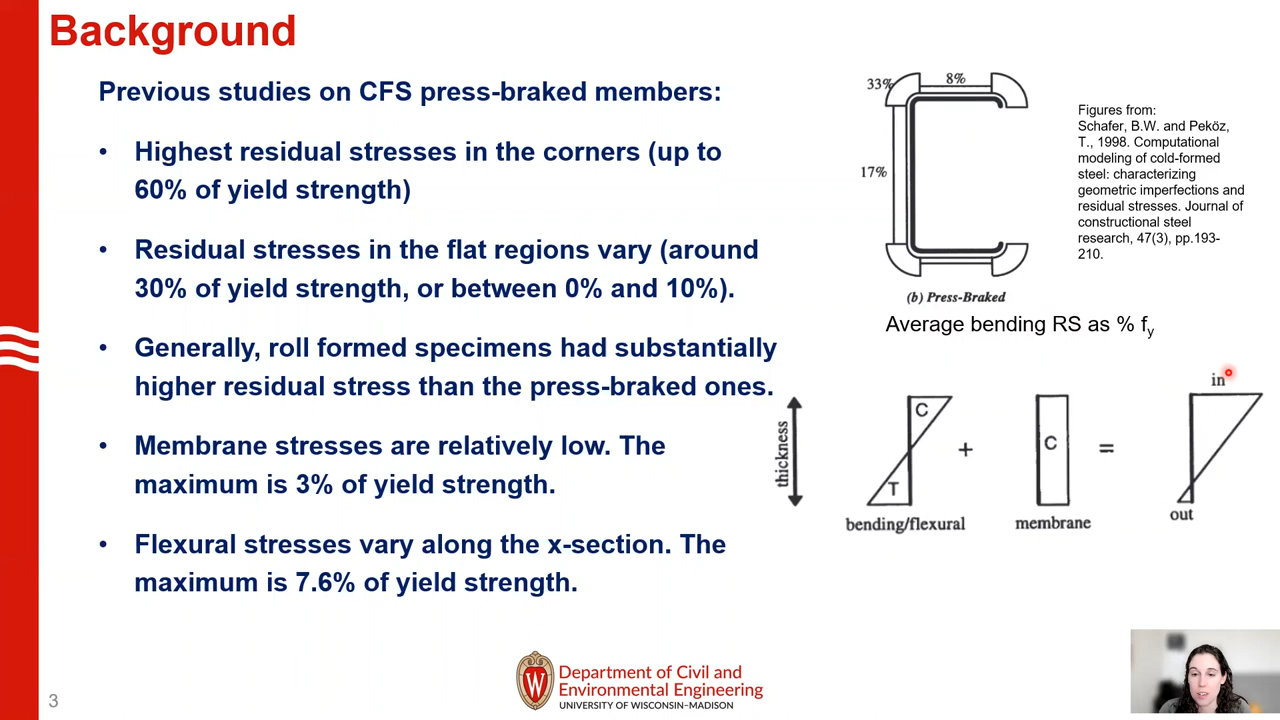 Background
Previous studies on CFS press-braked members:
• Highest residual stresses in the corners (up to
60% of yield strength)
• Residual stresses in the flat regions vary (around
30% of yield strength, or between 0% and 10%).
• Generally, roll formed specimens had substantially
higher residual stress than the press-braked ones.
• Membrane stresses are relatively low. The
maximum is 3% of yield strength.
• Flexural stresses vary along the x-section. The
maximum is 7.6% of yield strength.
33%
8%
17%
(b) Press-Braked
Average bending RS as % fy
Figures from:
Schafer, B.W. and Peköz,
T., 1998. Computational
modeling of cold-formed
steel: characterizing
geometric imperfections and
residual stresses. Journal of
constructional steel
research, 47(3), pp.193-
210.
thickness
C
T
bending/flexural
+
C
membrane
=
in
out
W
Department of Civil and
Environmental Engineering
UNIVERSITY OF WISCONSIN–MADISON
3